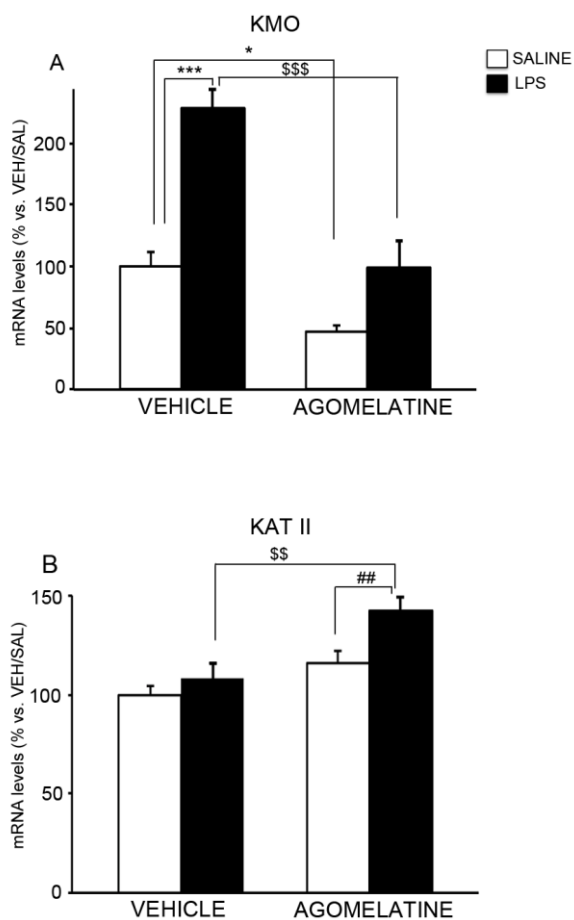 KMO
A
*
***
$$$
SALINE
LPS
mRNA levels (% vs. VEH/SAL)
200
150
100
50
0
VEHICLE
AGOMELATINE
KAT II
B
$$
##
mRNA levels (% vs. VEH/SAL)
150
100
50
0
VEHICLE
AGOMELATINE